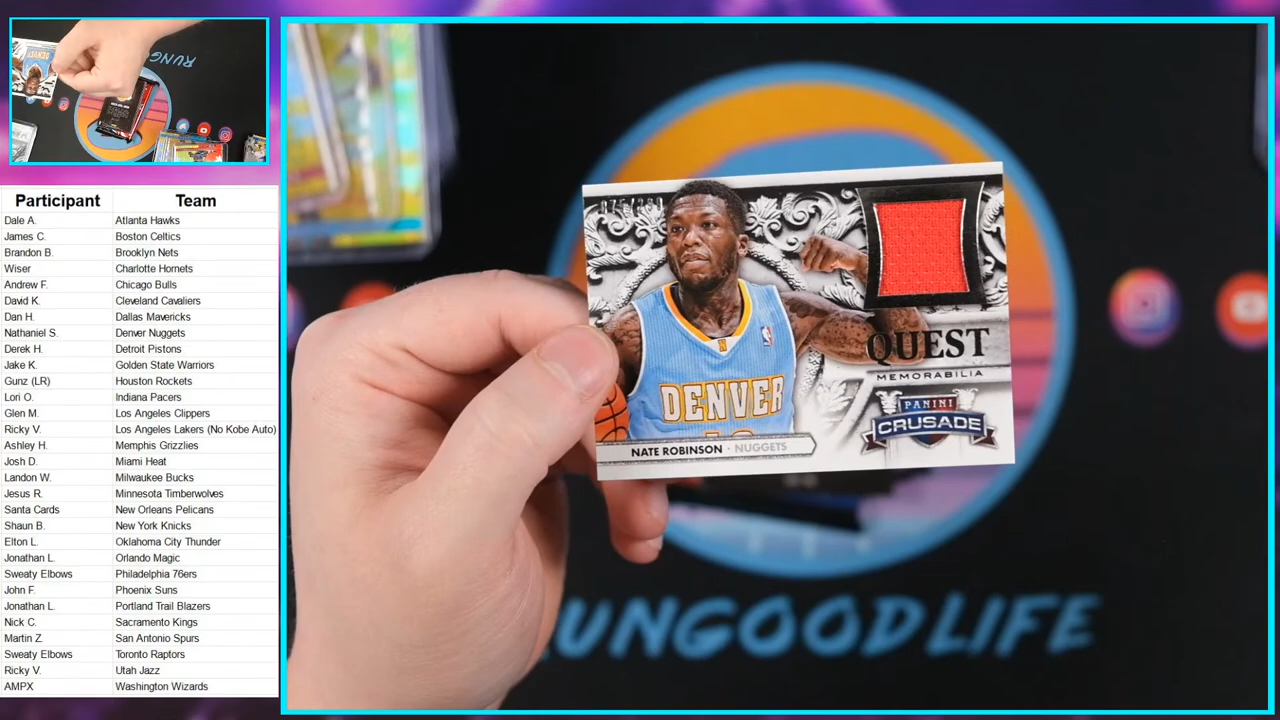 Participant Team
Dale A. Atlanta Hawks
James C. Boston Celtics
Brandon B. Brooklyn Nets
Wiser Charlotte Hornets
Andrew F. Chicago Bulls
David K. Cleveland Cavaliers
Dan H. Dallas Mavericks
Nathaniel S. Denver Nuggets
Derek H. Detroit Pistons
Jake K. Golden State Warriors
Gunz (LR) Houston Rockets
Lori O. Indiana Pacers
Glen M. Los Angeles Clippers
Ricky V. Los Angeles Lakers (No Kobe Auto)
Ashley H. Memphis Grizzlies
Josh D. Miami Heat
Landon W. Milwaukee Bucks
Jesus R. Minnesota Timberwolves
Santa Cards New Orleans Pelicans
Shaun B. New York Knicks
Elton L. Oklahoma City Thunder
Jonathan L. Orlando Magic
Sweaty Elbows Philadelphia 76ers
John F. Phoenix Suns
Jonathan L. Portland Trail Blazers
Nick C. Sacramento Kings
Martin Z. San Antonio Spurs
Sweaty Elbows Toronto Raptors
Ricky V. Utah Jazz
AMPX Washington Wizards
DENVER
QUEST
MEMORABILIA
PANINI
CRUSADE
NATE ROBINSON · NUGGETS
UNGOODLIFE